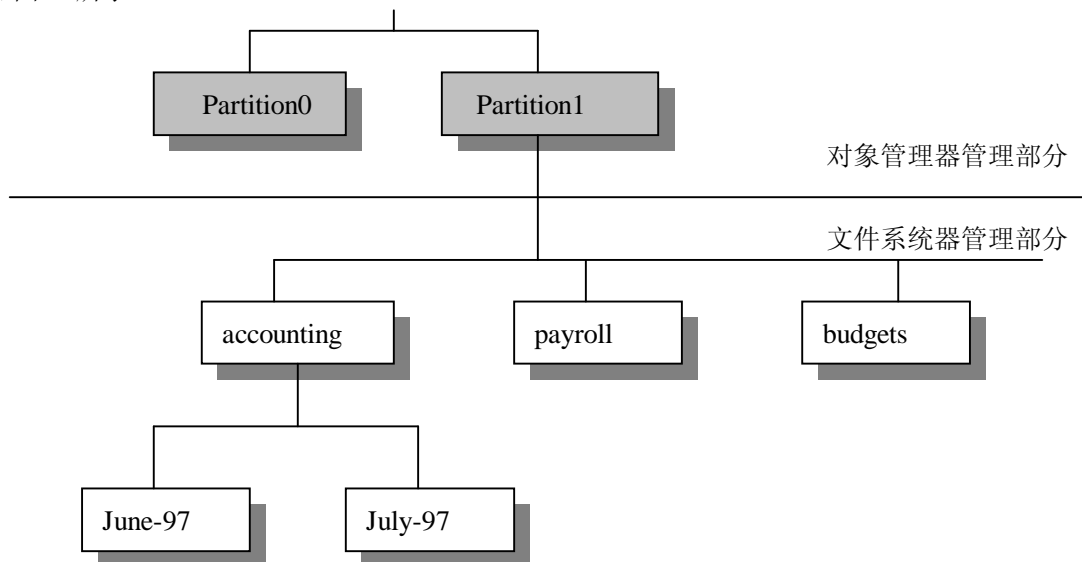 Partition0
Partition1
对象管理器管理部分
文件系统器管理部分
accounting
payroll
budgets
June-97
July-97